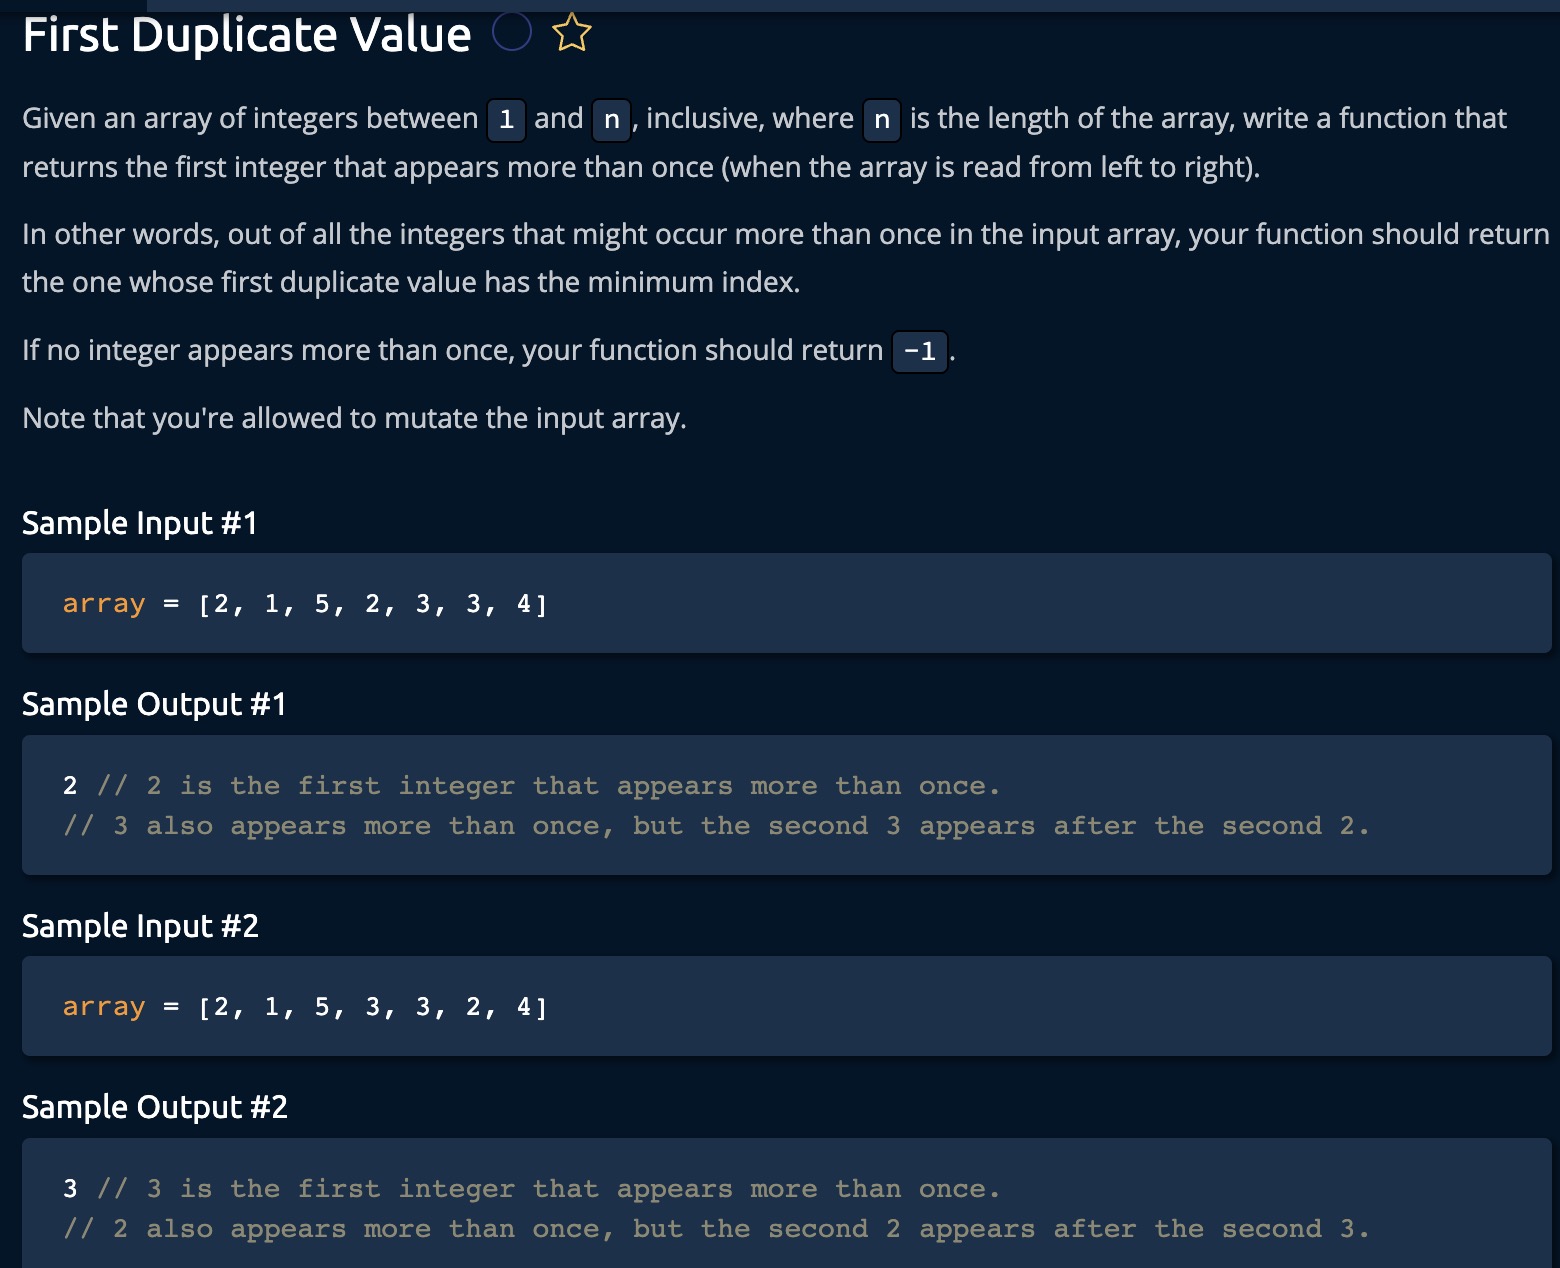 First Duplicate Value
Given an array of integers between 1 and n, inclusive, where n is the length of the array, write a function that
returns the first integer that appears more than once (when the array is read from left to right).
In other words, out of all the integers that might occur more than once in the input array, your function should return
the one whose first duplicate value has the minimum index.
If no integer appears more than once, your function should return -1.
Note that you're allowed to mutate the input array.
Sample Input #1
array = [2, 1, 5, 2, 3, 3, 4]
Sample Output #1
2 // 2 is the first integer that appears more than once.
// 3 also appears more than once, but the second 3 appears after the second 2.
Sample Input #2
array = [2, 1, 5, 3, 3, 2, 4]
Sample Output #2
3 // 3 is the first integer that appears more than once.
// 2 also appears more than once, but the second 2 appears after the second 3.